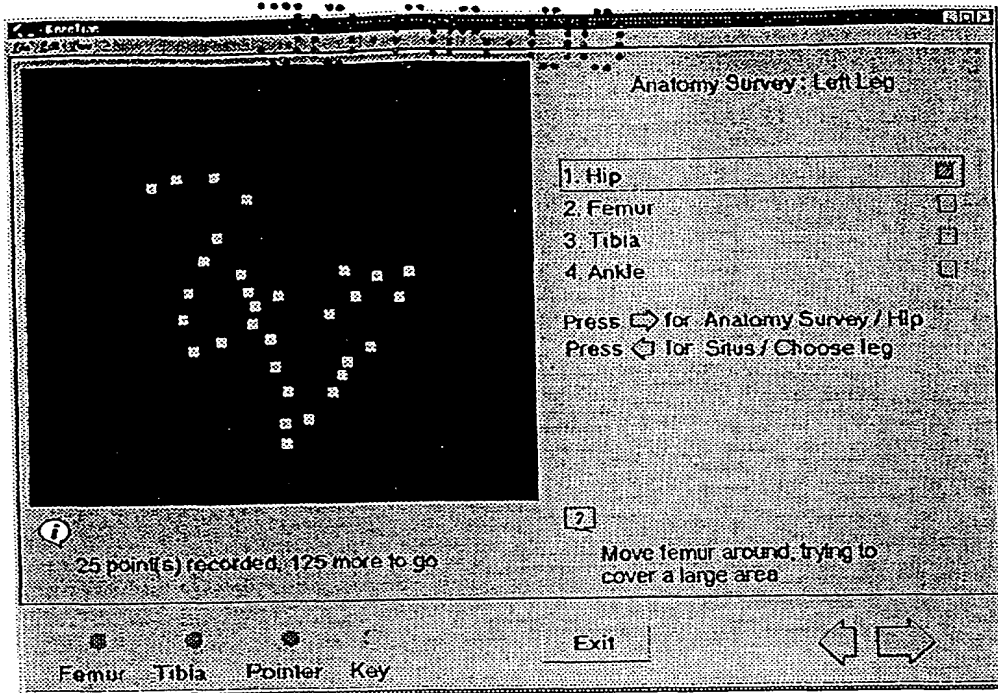 Anatomy Survey : Left Leg
1. Hip
2. Femur
3. Tibia
4. Ankle
Press for Anatomy Survey / Hip
Press for Situs / Choose leg
i
25 point(s) recorded, 125 more to go
?
Move femur around, trying to
cover a large area
Femur Tibia Pointer Key
Exit